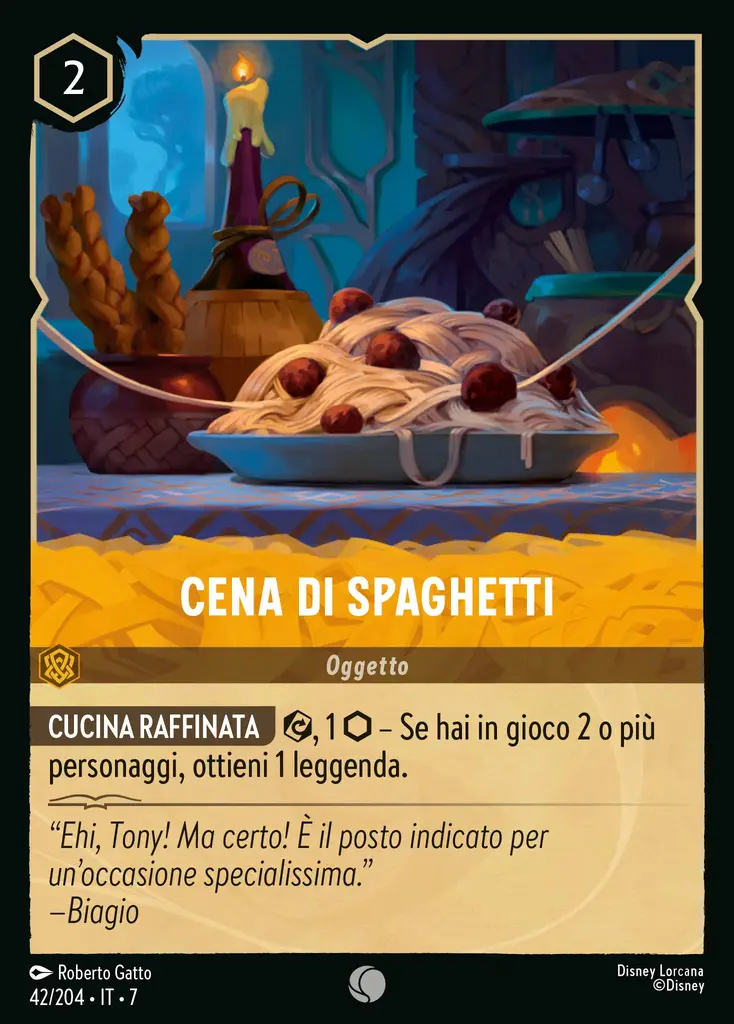 2
CENA DI SPAGHETTI
Oggetto
CUCINA RAFFINATA , 1 – Se hai in gioco 2 o più
personaggi, ottieni 1 leggenda.
“Ehi, Tony! Ma certo! È il posto indicato per
un’occasione specialissima.”
–Biagio
Roberto Gatto
Disney Lorcana
42/204 • IT • 7
©Disney